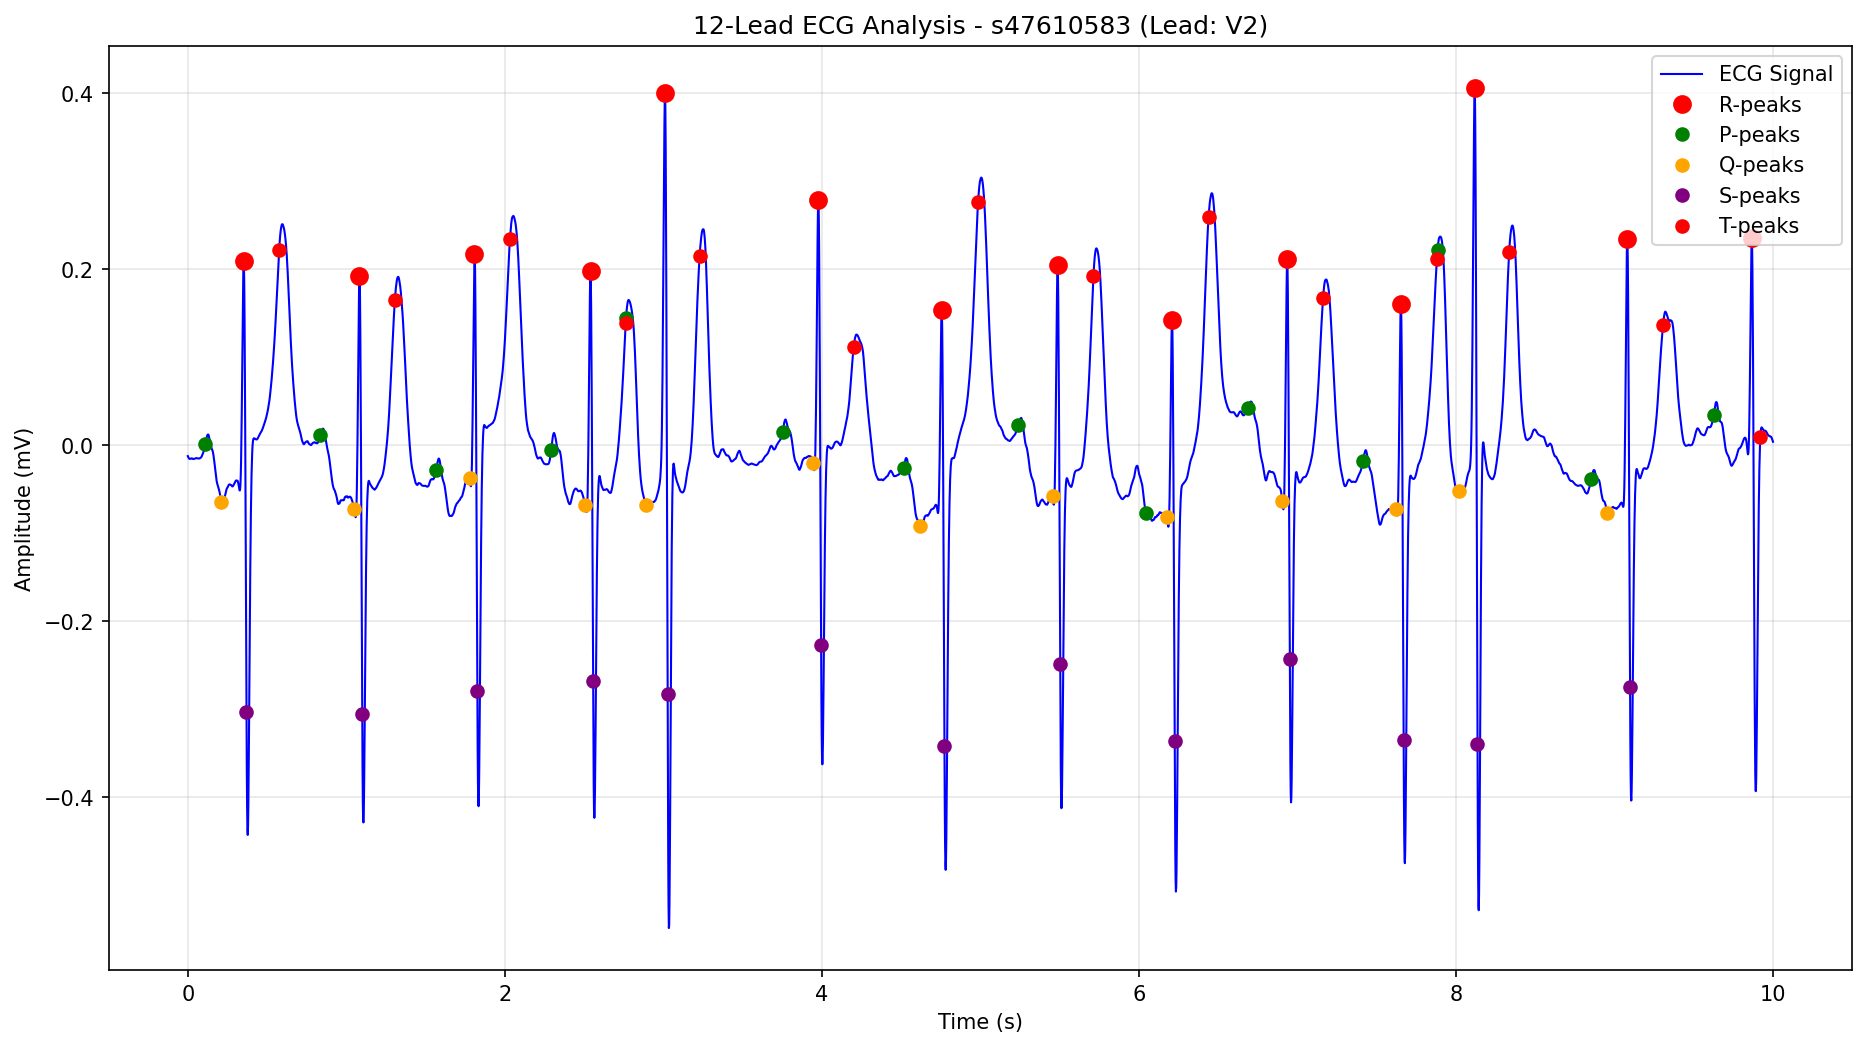 12-Lead ECG Analysis - s47610583 (Lead: V2)
ECG Signal
R-peaks
P-peaks
Q-peaks
S-peaks
T-peaks
Amplitude (mV)
0.4
0.2
0.0
−0.2
−0.4
0 2 4 6 8 10
Time (s)